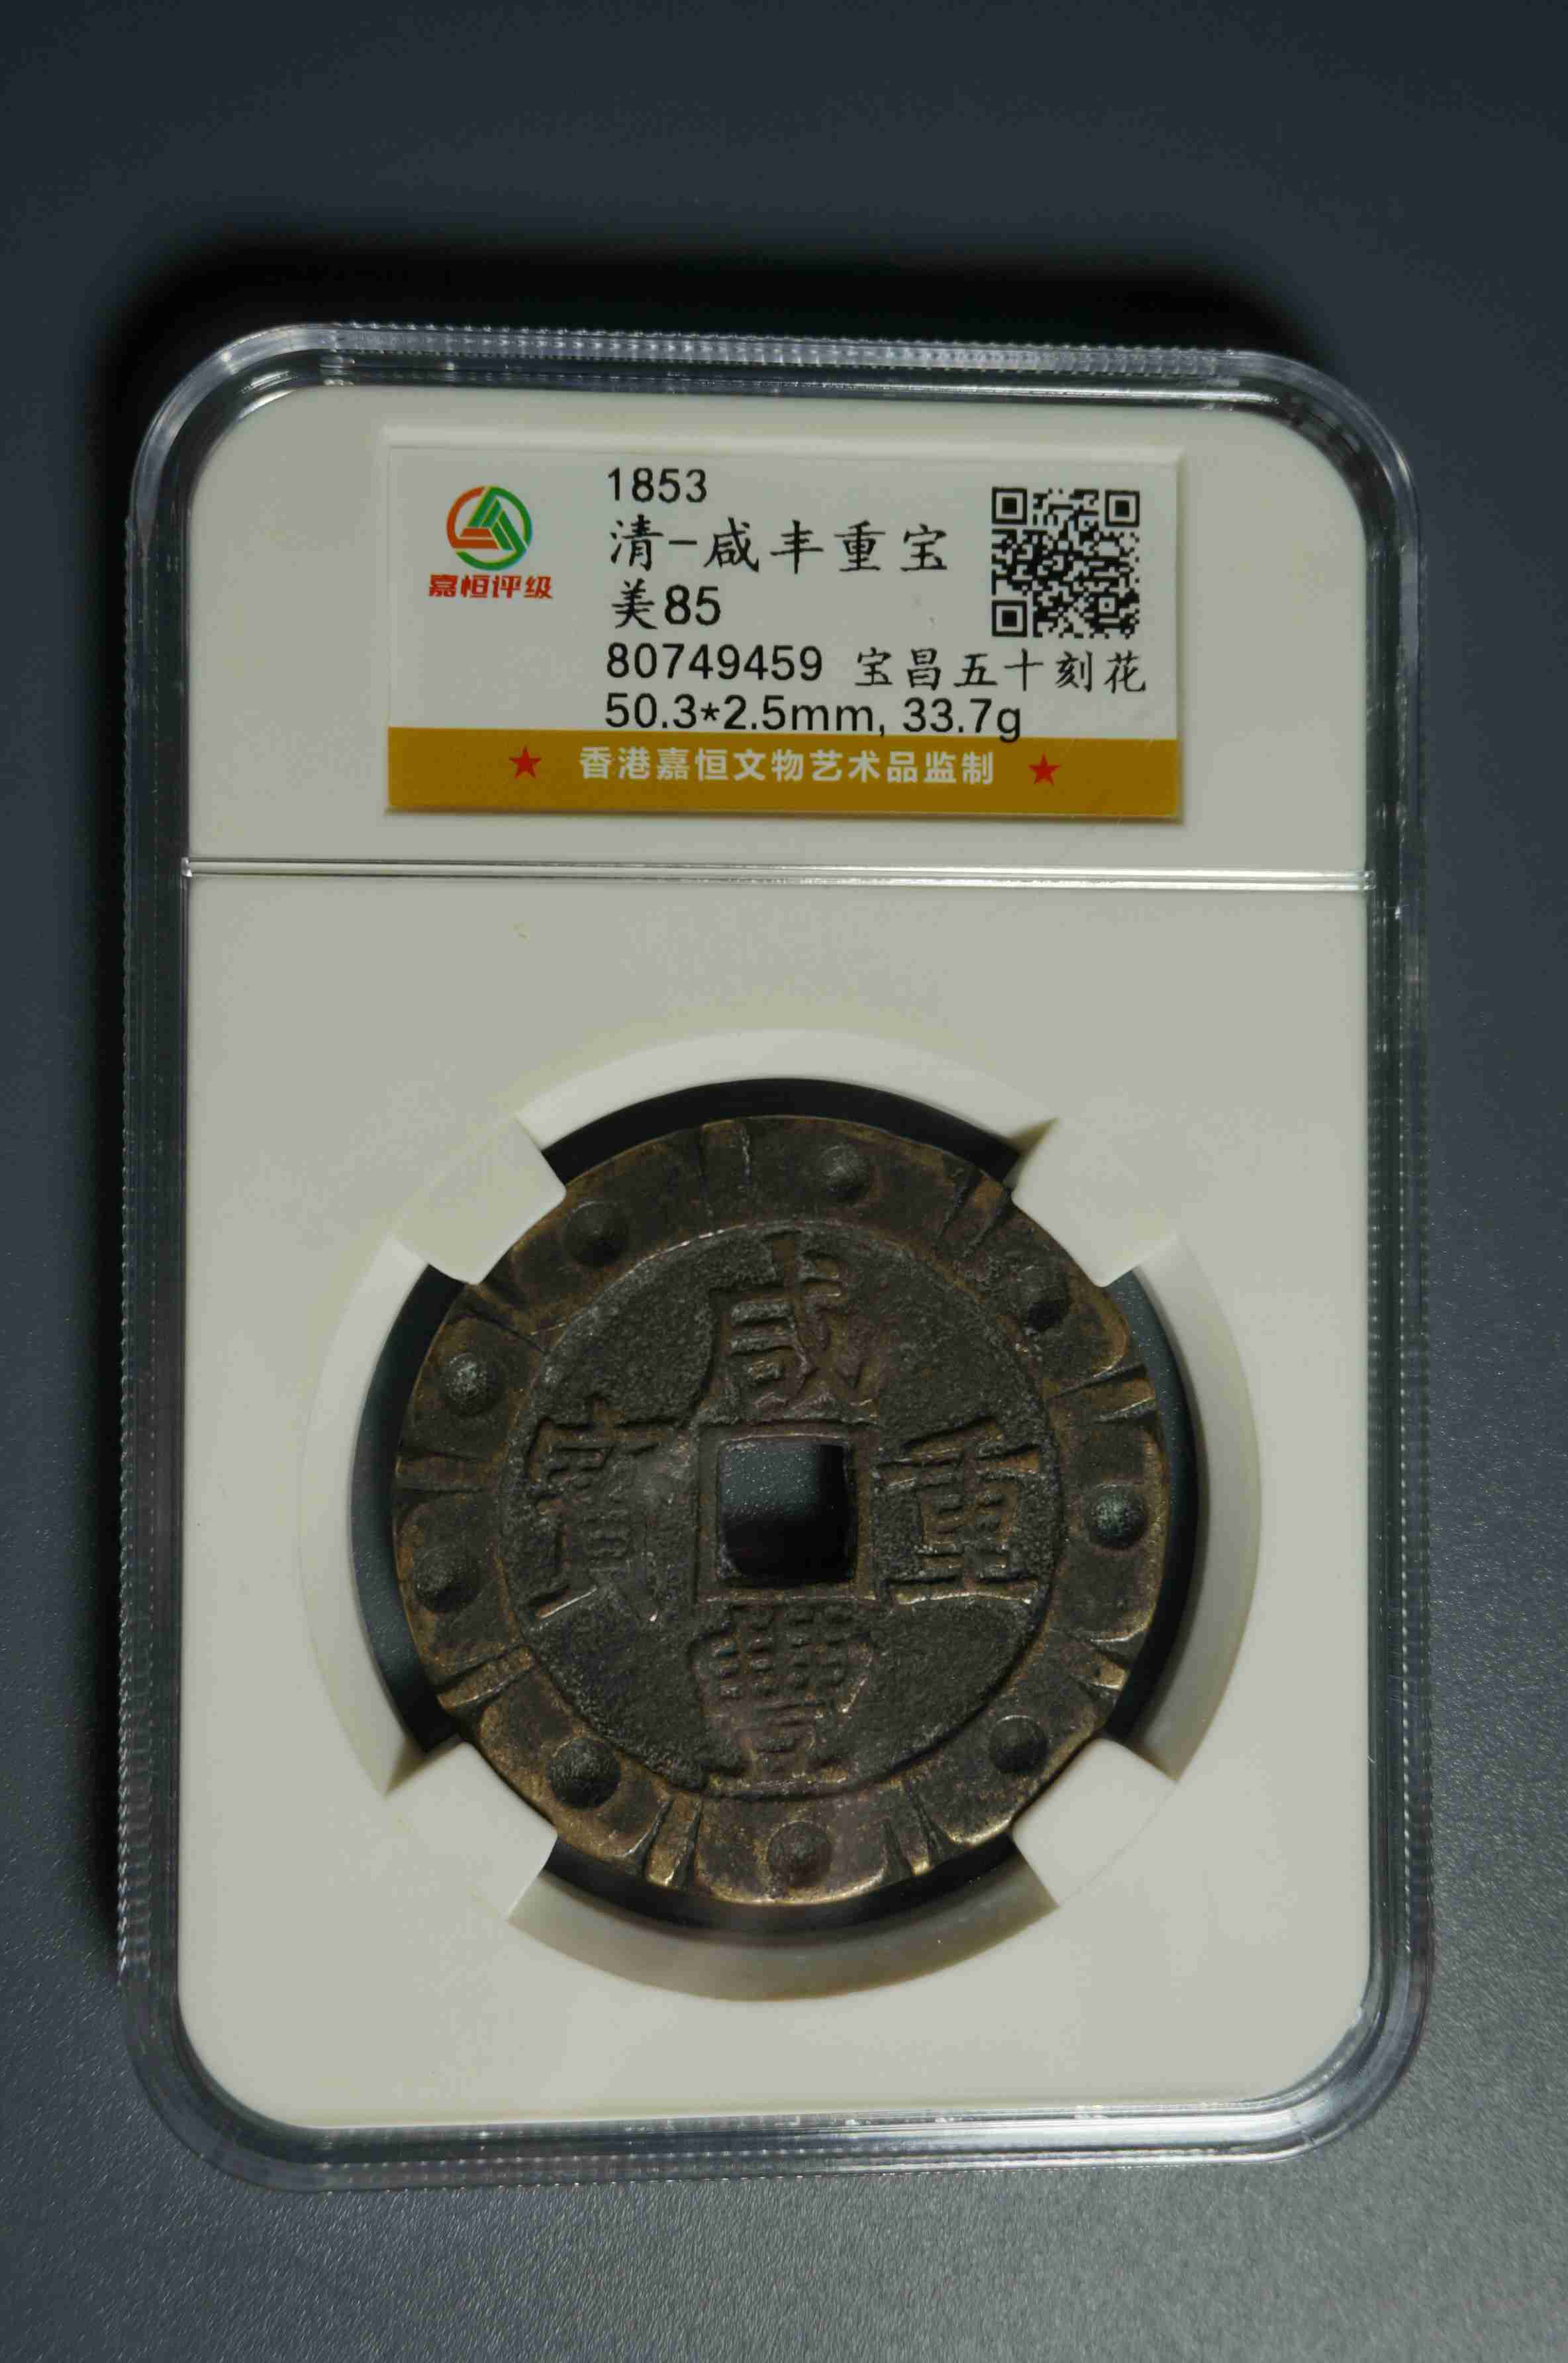 1853
清-咸丰重宝
美85
80749459 宝昌五十刻花
50.3*2.5mm, 33.7g
嘉恒评级
★ 香港嘉恒文物艺术品监制 ★
咸
豐
重
寶